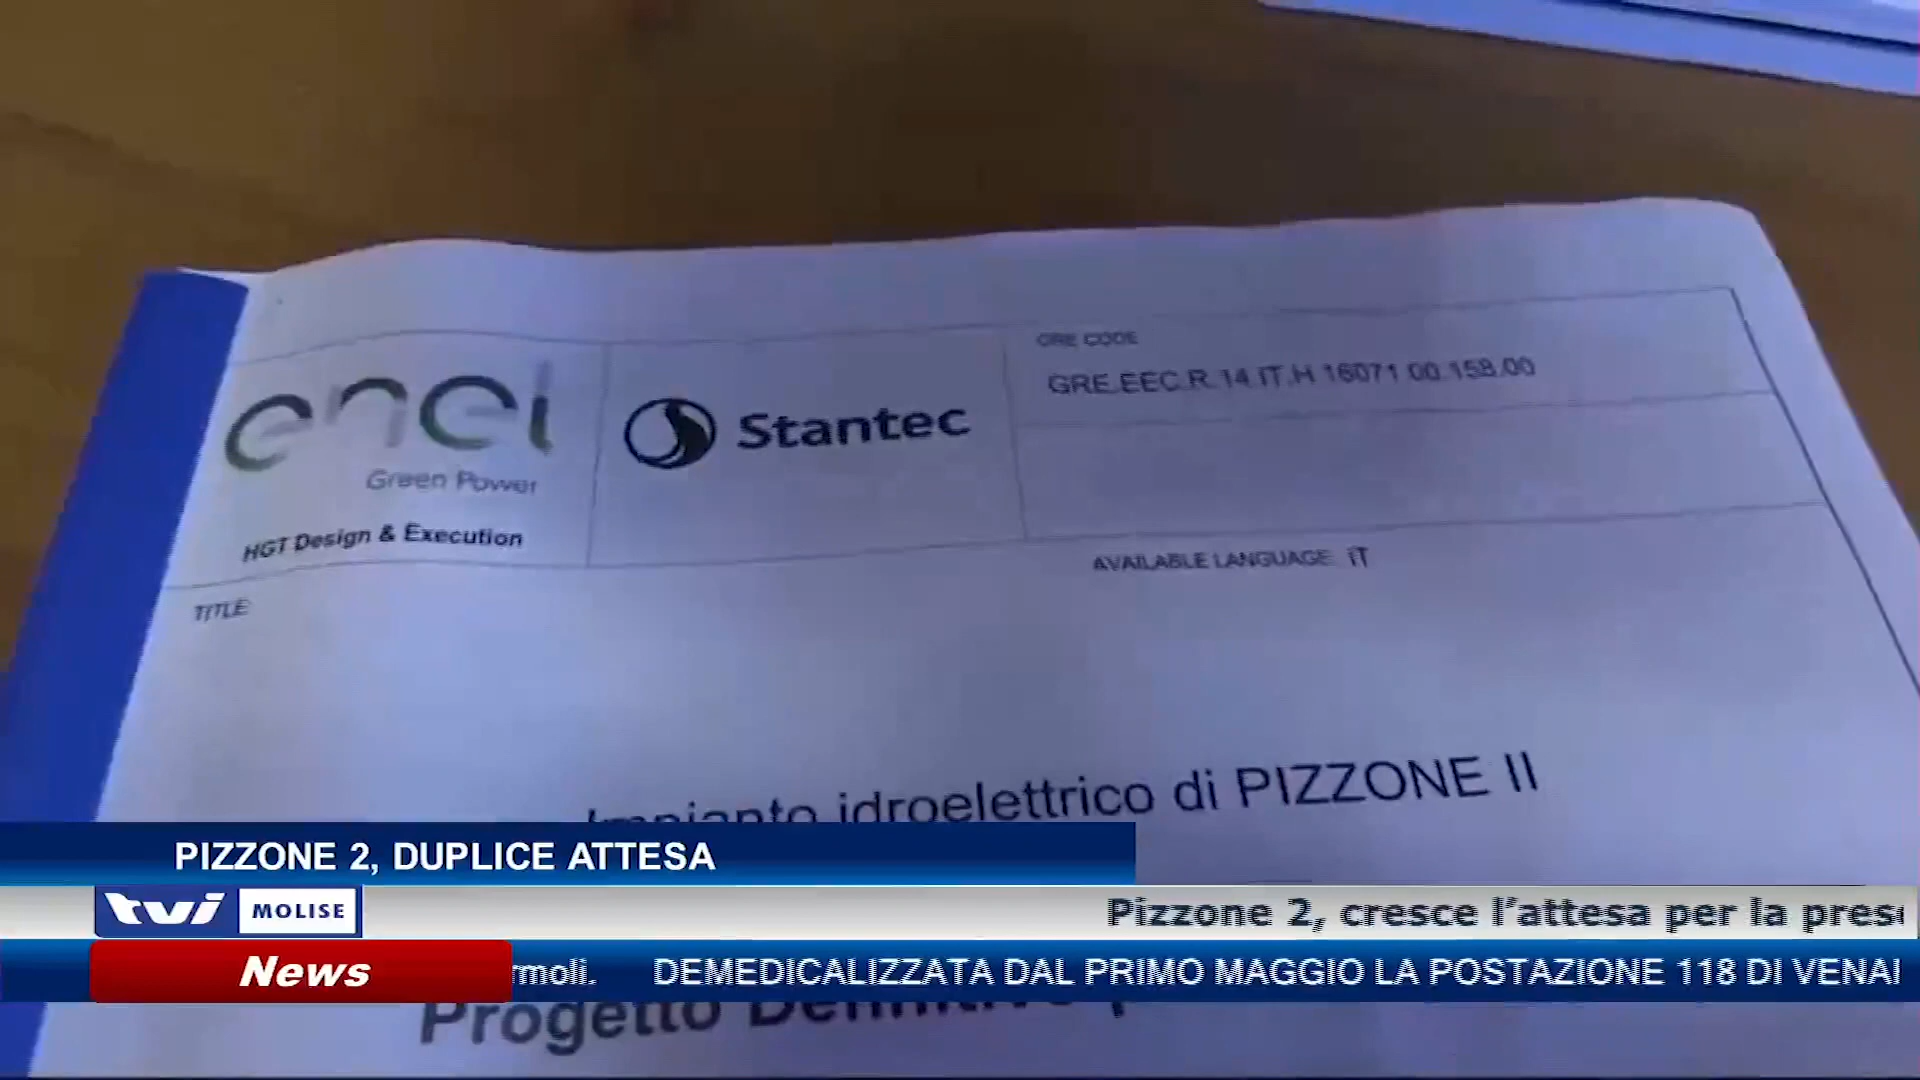 enel
Green Power
HGT Design & Execution
Stantec
GRE CODE
GRE.EEC.R.14.IT.H.16071.00.158.00
AVAILABLE LANGUAGE: IT
TITLE:
Impianto idroelettrico di PIZZONE II
PIZZONE 2, DUPLICE ATTESA
tvi MOLISE
Pizzone 2, cresce l’attesa per la
News
DEMEDICALIZZATA DAL PRIMO MAGGIO LA POSTAZIONE 118 DI
Progetto